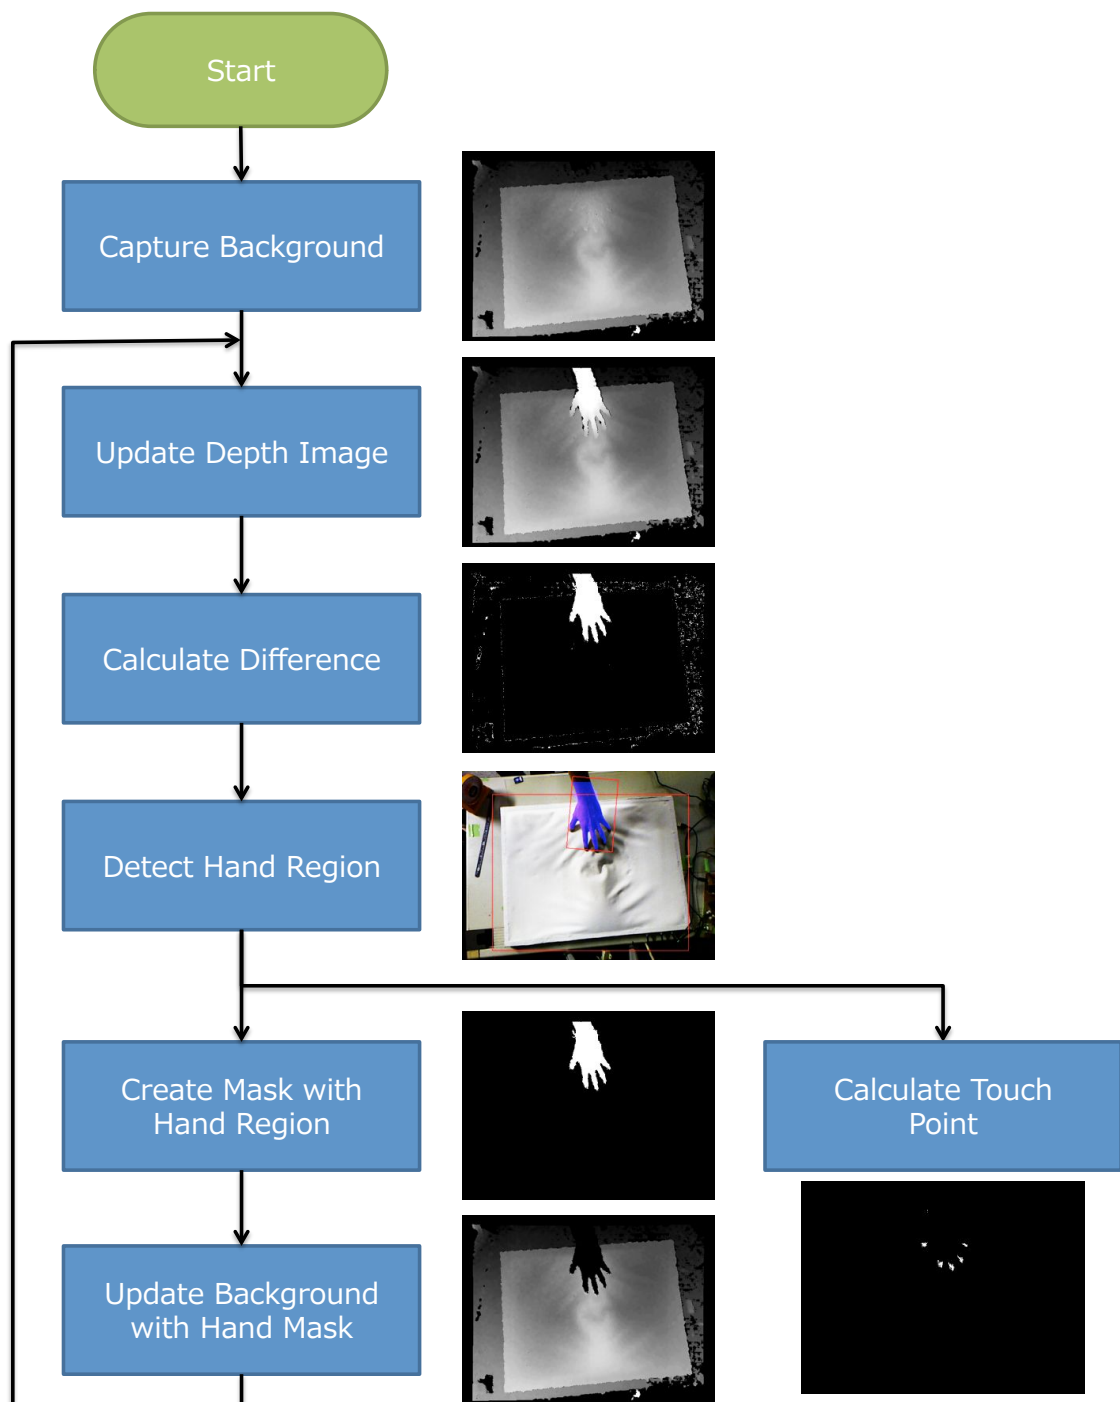 Start
Capture Background
Update Depth Image
Calculate Difference
Detect Hand Region
Create Mask with
Hand Region
Calculate Touch
Point
Update Background
with Hand Mask